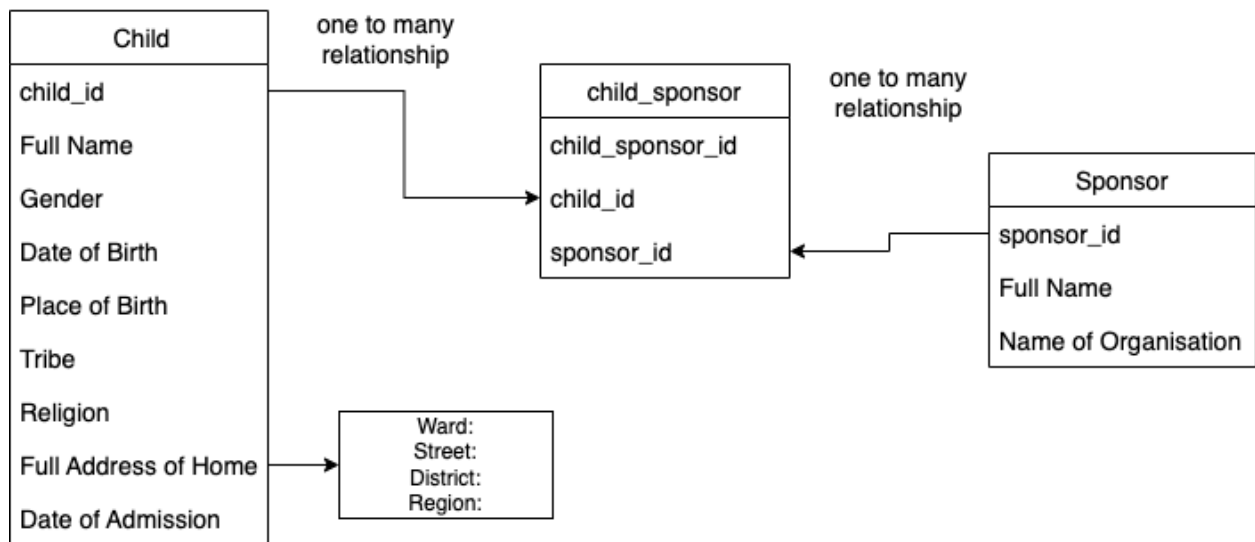 Child
child_id
Full Name
Gender
Date of Birth
Place of Birth
Tribe
Religion
Full Address of Home
Date of Admission
one to many
relationship
child_sponsor
child_sponsor_id
child_id
sponsor_id
one to many
relationship
Sponsor
sponsor_id
Full Name
Name of Organisation
Ward:
Street:
District:
Region: